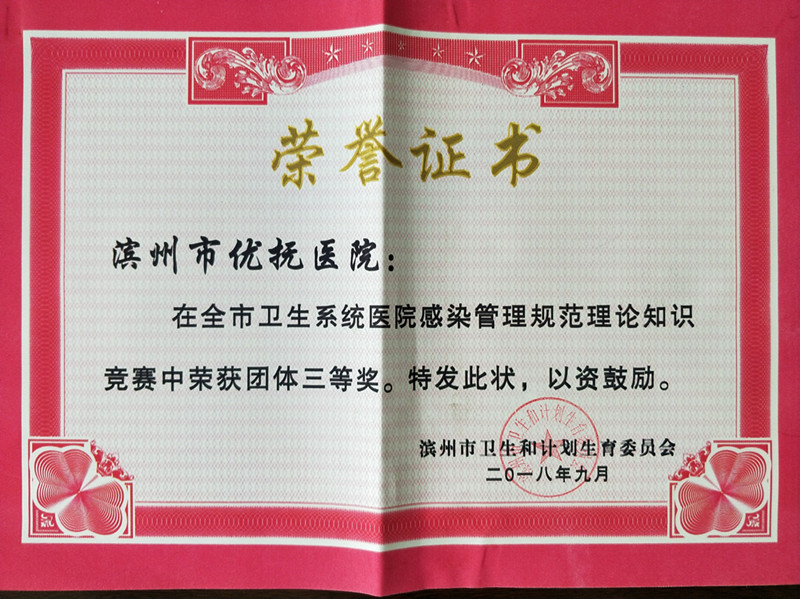 荣誉证书
滨州市优抚医院：
在全市卫生系统医院感染管理规范理论知识
竞赛中荣获团体三等奖。特发此状，以资鼓励。
滨州市卫生和计划生育委员会
二〇一八年九月